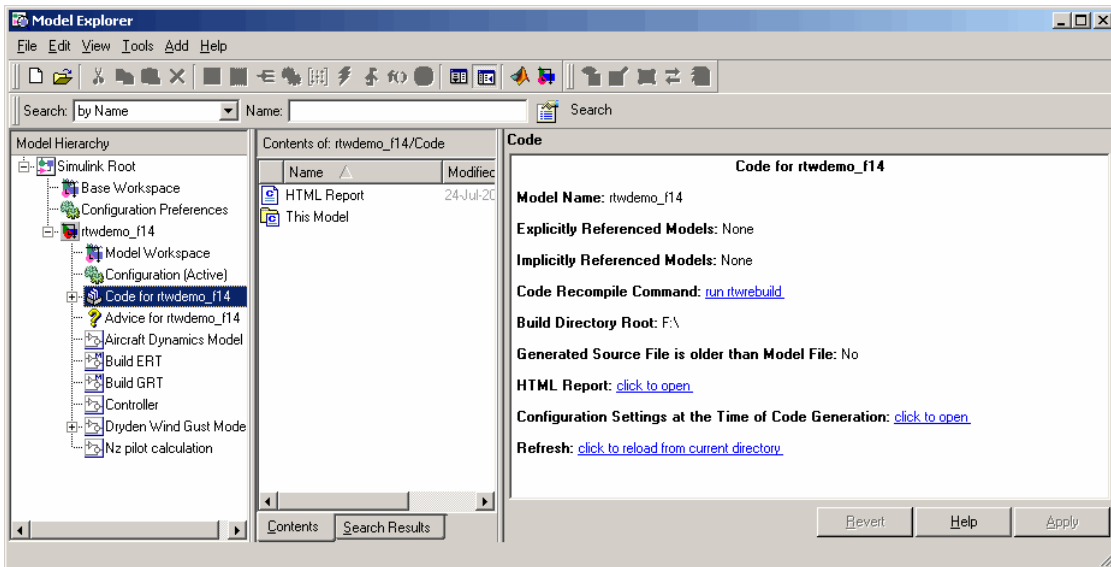 Model Explorer
File Edit View Tools Add Help
Search: by Name Name: Search
Model Hierarchy
Simulink Root
Base Workspace
Configuration Preferences
rtwdemo_f14
Model Workspace
Configuration (Active)
Code for rtwdemo_f14
Advice for rtwdemo_f14
Aircraft Dynamics Model
Build ERT
Build GRT
Controller
Dryden Wind Gust Mode
Nz pilot calculation
Contents of: rtwdemo_f14/Code
Name Modified
HTML Report 24-Jul-20
This Model
Contents Search Results
Code
Code for rtwdemo_f14
Model Name: rtwdemo_f14
Explicitly Referenced Models: None
Implicitly Referenced Models: None
Code Recompile Command: run rtwrebuild
Build Directory Root: F:\
Generated Source File is older than Model File: No
HTML Report: click to open
Configuration Settings at the Time of Code Generation: click to open
Refresh: click to reload from current directory
Revert Help Apply